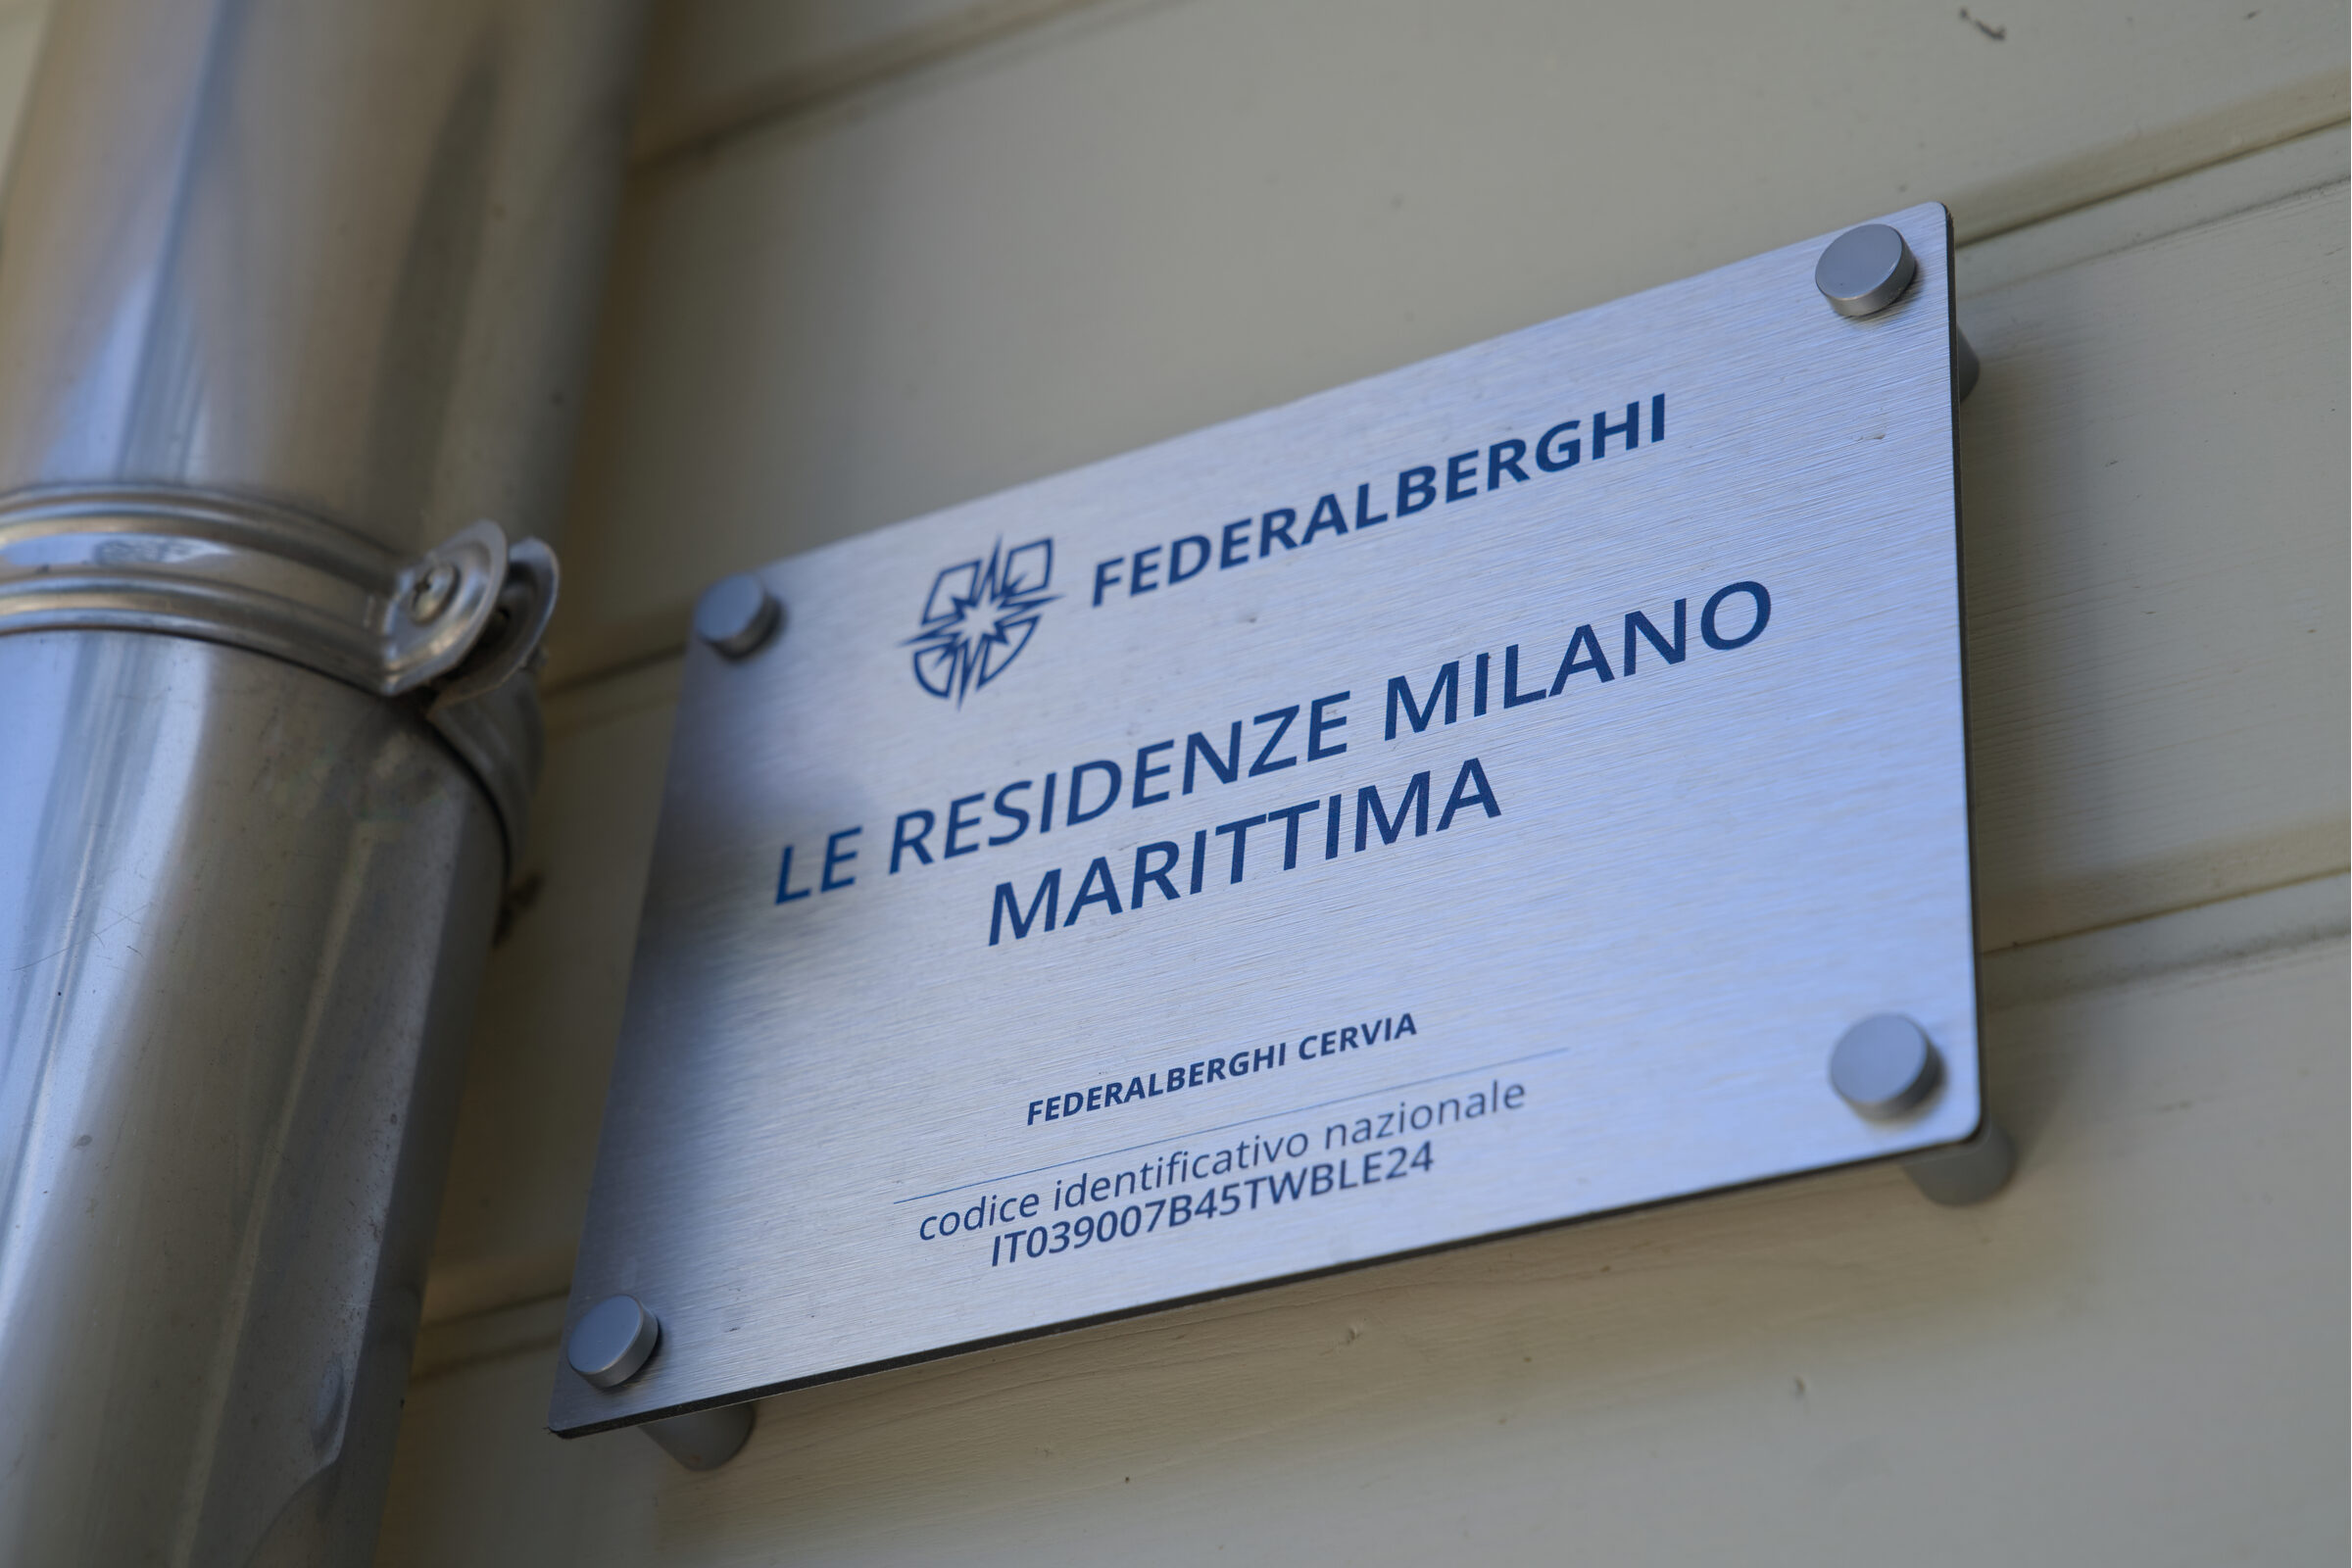 FEDERALBERGHI
LE RESIDENZE MILANO
MARITTIMA
FEDERALBERGHI CERVIA
codice identificativo nazionale
IT039007B45TWBLE24